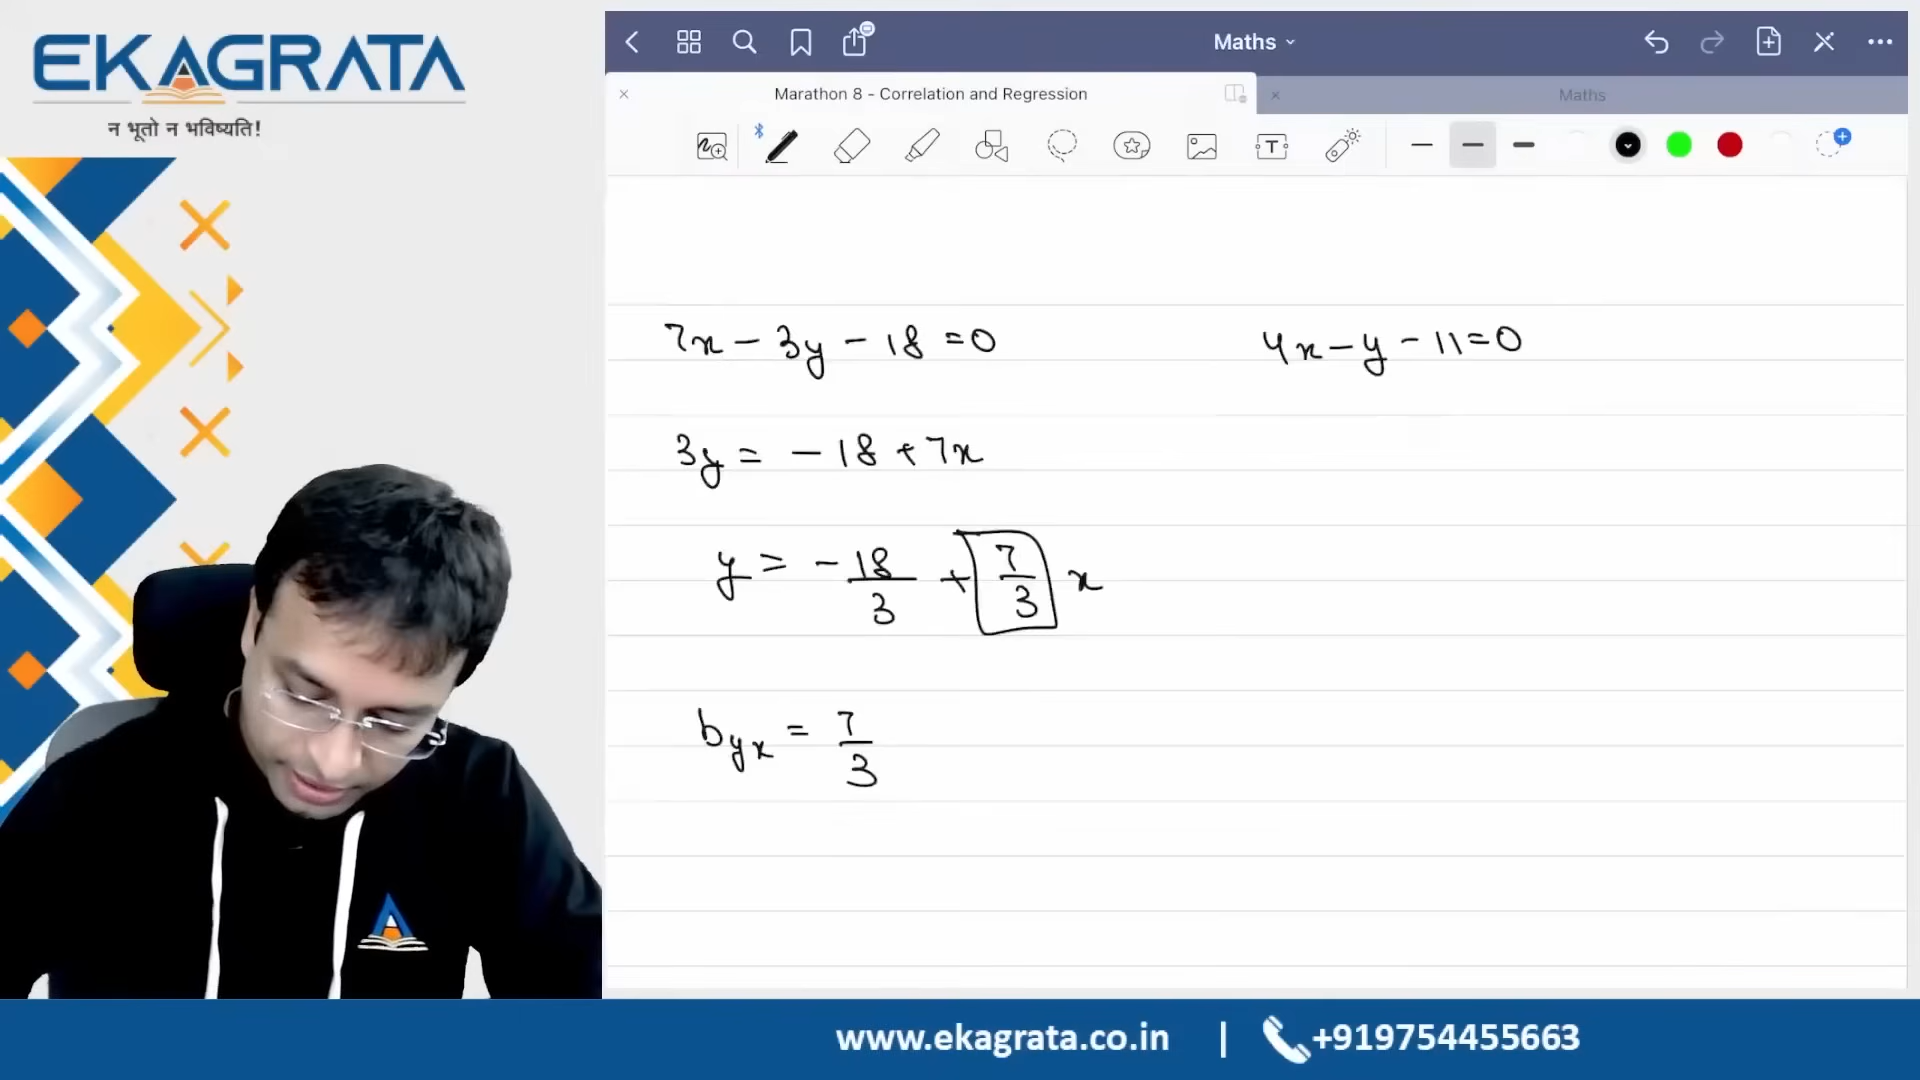 EKAGRATA
न भूतो न भविष्यति!
Maths
Marathon 8 - Correlation and Regression
Maths
T
7x - 3y - 18 = 0
4x - y - 11 = 0
3y = - 18 + 7x
y = - 18/3 + 7/3 x
byx = 7/3
www.ekagrata.co.in | +919754455663